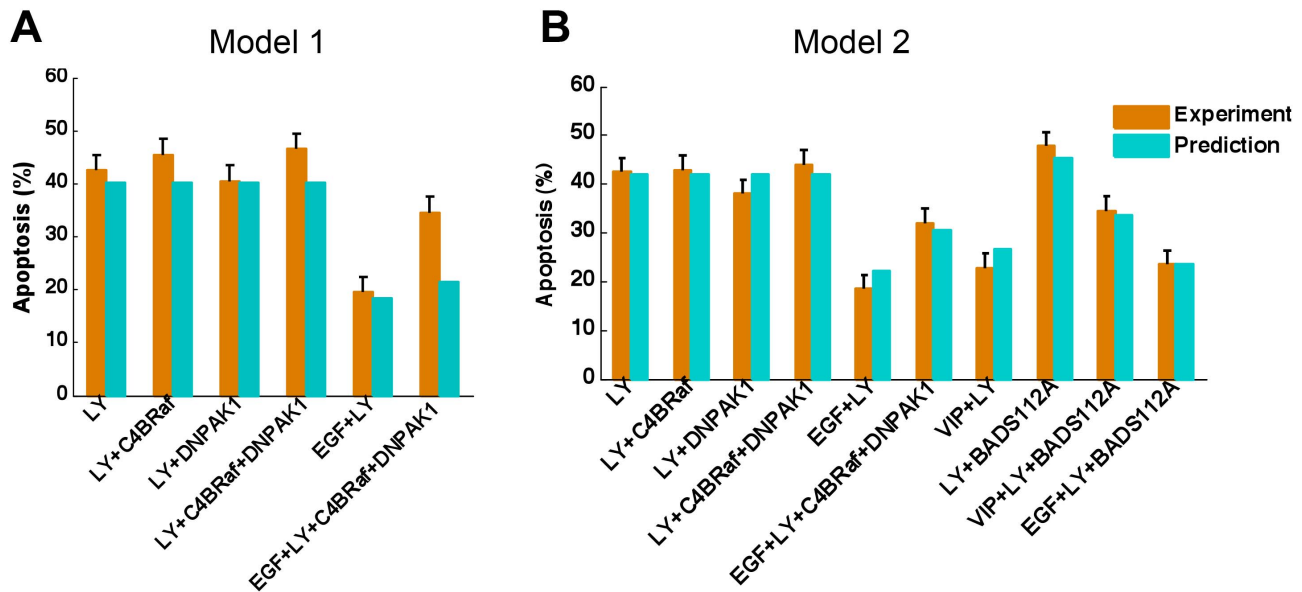 A
Model 1
Apoptosis (%)
60
50
40
30
20
10
0
LY
LY+C4BRaf
LY+DNPAK1
LY+C4BRaf+DNPAK1
EGF+LY
EGF+LY+C4BRaf+DNPAK1
B
Model 2
Apoptosis (%)
60
50
40
30
20
10
0
LY
LY+C4BRaf
LY+DNPAK1
LY+C4BRaf+DNPAK1
EGF+LY
EGF+LY+C4BRaf+DNPAK1
VIP+LY
LY+BADS112A
VIP+LY+BADS112A
EGF+LY+BADS112A
Experiment
Prediction